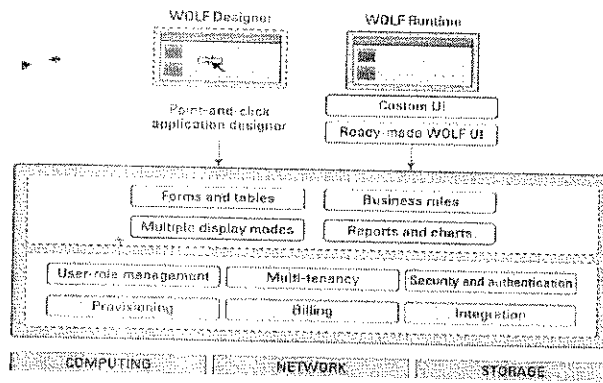 WOLF Designer
WOLF Runtime
Point-and-click
application designer
Custom UI
Ready-made WOLF UI
Forms and tables
Business rules
Multiple display modes
Reports and charts
User-role management
Multi-tenancy
Security and authentication
Provisioning
Billing
Integration
COMPUTING
NETWORK
STORAGE